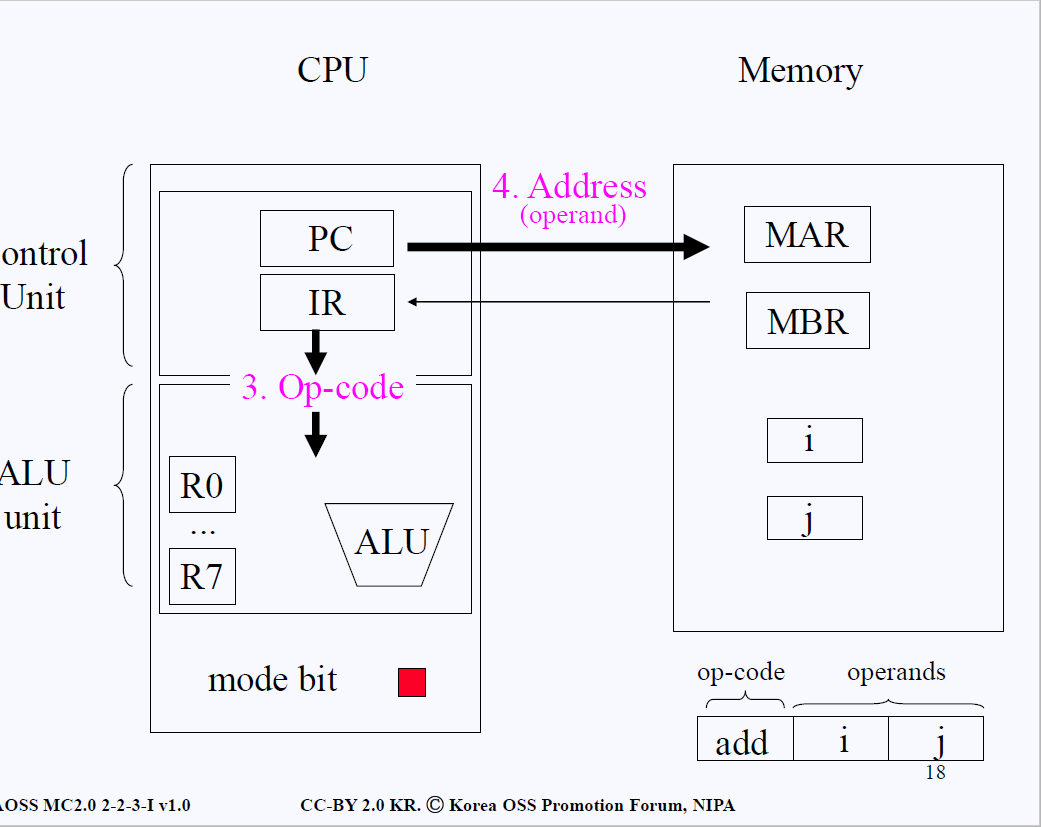 CPU
Memory
4. Address
(operand)
PC
MAR
ontrol
Unit
IR
MBR
3. Op-code
i
ALU
unit
R0
j
...
ALU
R7
mode bit
op-code
operands
add
i
j
18
AOSS MC2.0 2-2-3-I v1.0
CC-BY 2.0 KR. Ⓒ Korea OSS Promotion Forum, NIPA